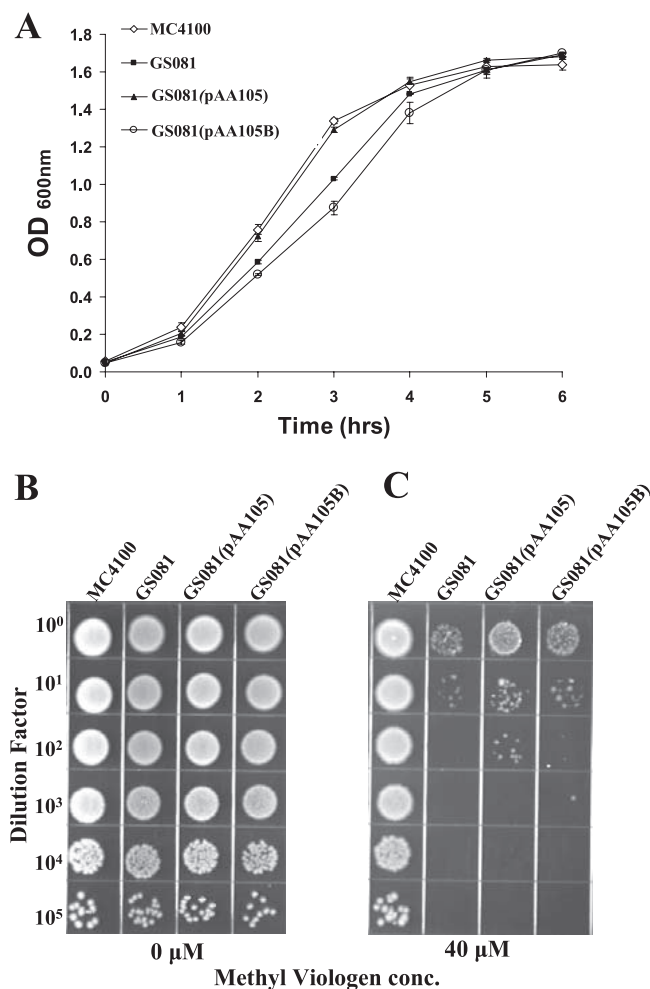 A
MC4100
GS081
GS081(pAA105)
GS081(pAA105B)
OD 600nm
1.8
1.6
1.4
1.2
1.0
0.8
0.6
0.4
0.2
0.0
0 1 2 3 4 5 6
Time (hrs)
B
MC4100
GS081
GS081(pAA105)
GS081(pAA105B)
C
MC4100
GS081
GS081(pAA105)
GS081(pAA105B)
Dilution Factor
10⁰
10¹
10²
10³
10⁴
10⁵
0 µM
40 µM
Methyl Viologen conc.